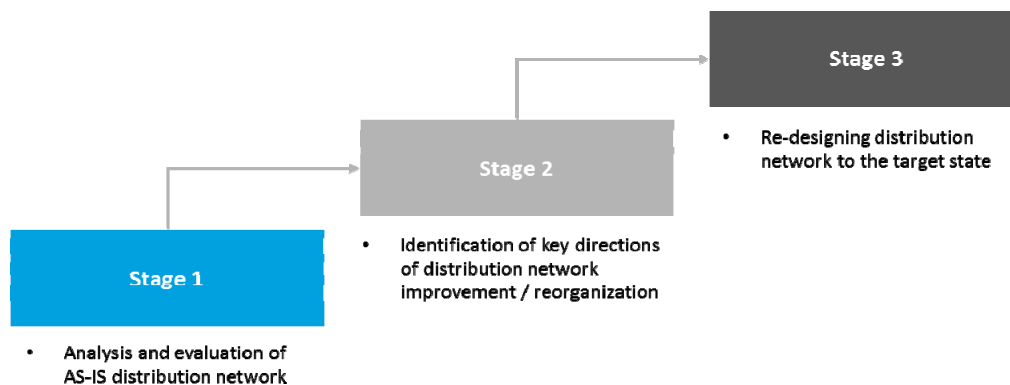 Stage 1
• Analysis and evaluation of
AS-IS distribution network
Stage 2
• Identification of key directions
of distribution network
improvement / reorganization
Stage 3
• Re-designing distribution
network to the target state